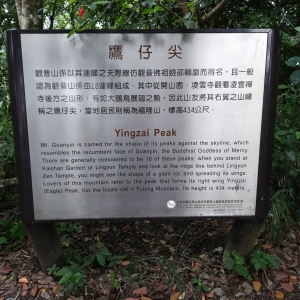 鷹仔尖
觀音山係以其連峰之天際線仿觀音佛祖臉部輪廓而得名，且一般
認為觀音山係由18連峰組成，其中從開山園、凌雲寺觀看凌雲禪
寺後方之山形，有如大鵬鳥展翅之勢，因此山友將其右翼之山峰
稱之鷹仔尖，當地居民則稱為福隆山，標高434公尺。
Yingzai Peak
Mt. Guanyin is named for the shape of its peaks against the skyline, which
resembles the recumbent face of Guanyin, the Buddhist Goddess of Mercy.
There are generally considered to be 18 of these peaks; when you stand at
Kaishan Garden or Lingyun Temple and look at the ridge line behind Lingyun
Zen Temple, you might see the shape of a giant roc bird spreading its wings.
Lovers of this mountain refer to the peak that forms its right wing Yingzai
(Eagle) Peak, but the locals call it Fulong Mountain. Its height is 434 meters.